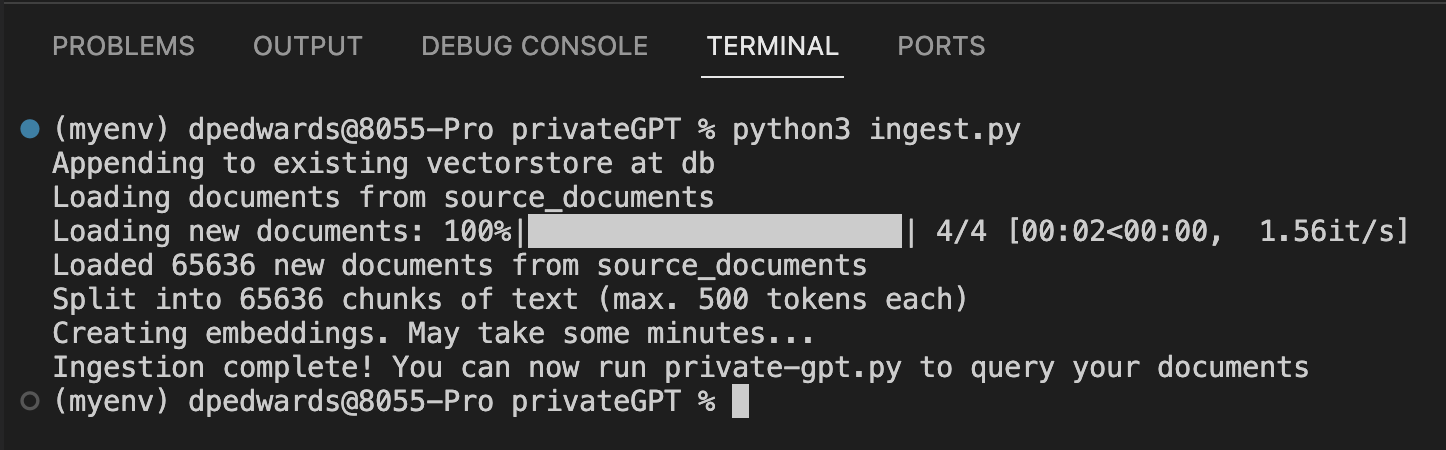 PROBLEMS OUTPUT DEBUG CONSOLE TERMINAL PORTS
(myenv) dpedwards@8055-Pro privateGPT % python3 ingest.py
Appending to existing vectorstore at db
Loading documents from source_documents
Loading new documents: 100%|██████████████████████| 4/4 [00:02<00:00,  1.56it/s]
Loaded 65636 new documents from source_documents
Split into 65636 chunks of text (max. 500 tokens each)
Creating embeddings. May take some minutes...
Ingestion complete! You can now run private-gpt.py to query your documents
(myenv) dpedwards@8055-Pro privateGPT %